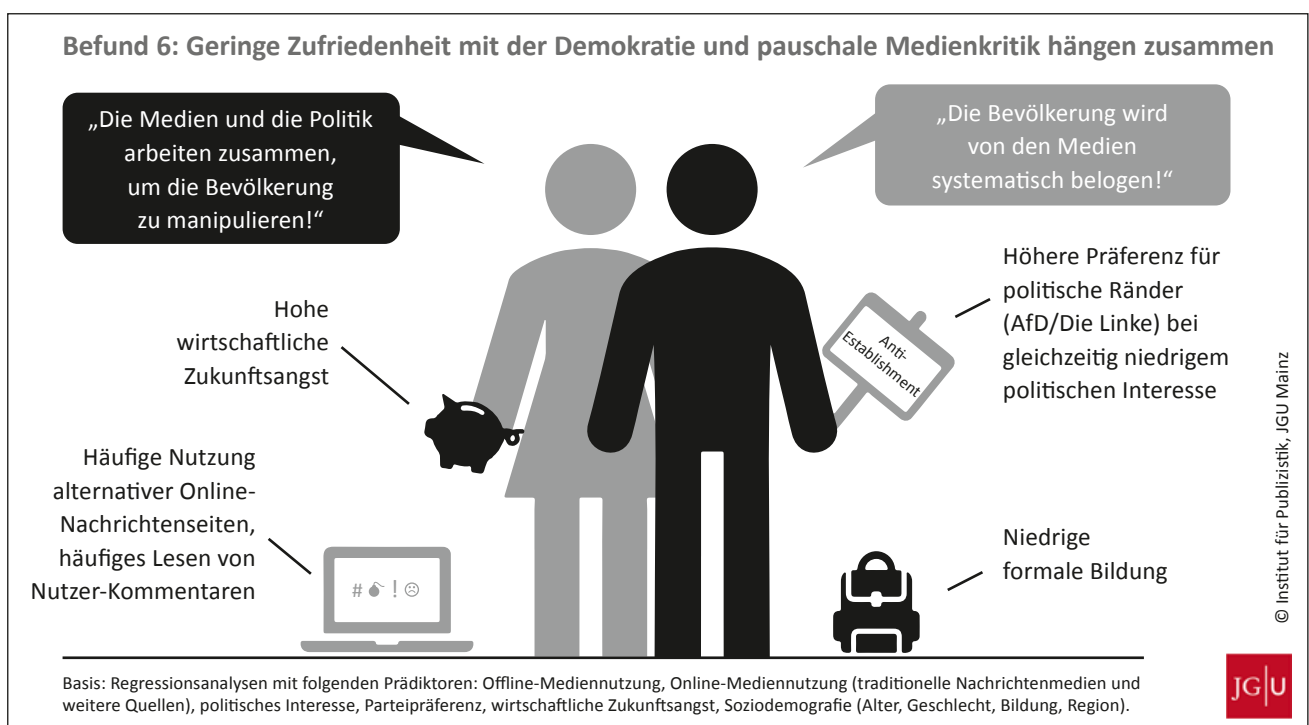 Befund 6: Geringe Zufriedenheit mit der Demokratie und pauschale Medienkritik hängen zusammen
„Die Medien und die Politik
arbeiten zusammen,
um die Bevölkerung
zu manipulieren!“
„Die Bevölkerung wird
von den Medien
systematisch belogen!“
Hohe
wirtschaftliche
Zukunftsangst
Anti-
Establishment
Höhere Präferenz für
politische Ränder
(AfD/Die Linke) bei
gleichzeitig niedrigem
politischen Interesse
Häufige Nutzung
alternativer Online-
Nachrichtenseiten,
häufiges Lesen von
Nutzer-Kommentaren
# 💣 ! ☹
Niedrige
formale Bildung
© Institut für Publizistik, JGU Mainz
Basis: Regressionsanalysen mit folgenden Prädiktoren: Offline-Mediennutzung, Online-Mediennutzung (traditionelle Nachrichtenmedien und
weitere Quellen), politisches Interesse, Parteipräferenz, wirtschaftliche Zukunftsangst, Soziodemografie (Alter, Geschlecht, Bildung, Region).
JG|U